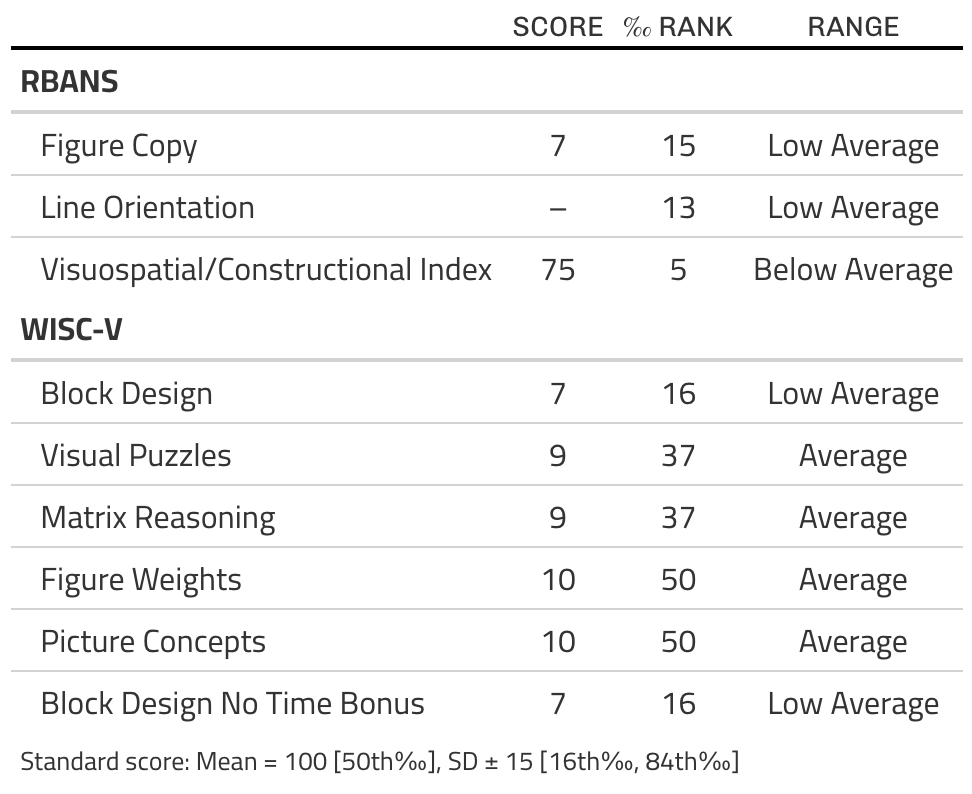 SCORE ‰ RANK RANGE
RBANS
Figure Copy 7 15 Low Average
Line Orientation – 13 Low Average
Visuospatial/Constructional Index 75 5 Below Average
WISC-V
Block Design 7 16 Low Average
Visual Puzzles 9 37 Average
Matrix Reasoning 9 37 Average
Figure Weights 10 50 Average
Picture Concepts 10 50 Average
Block Design No Time Bonus 7 16 Low Average
Standard score: Mean = 100 [50th‰], SD ± 15 [16th‰, 84th‰]